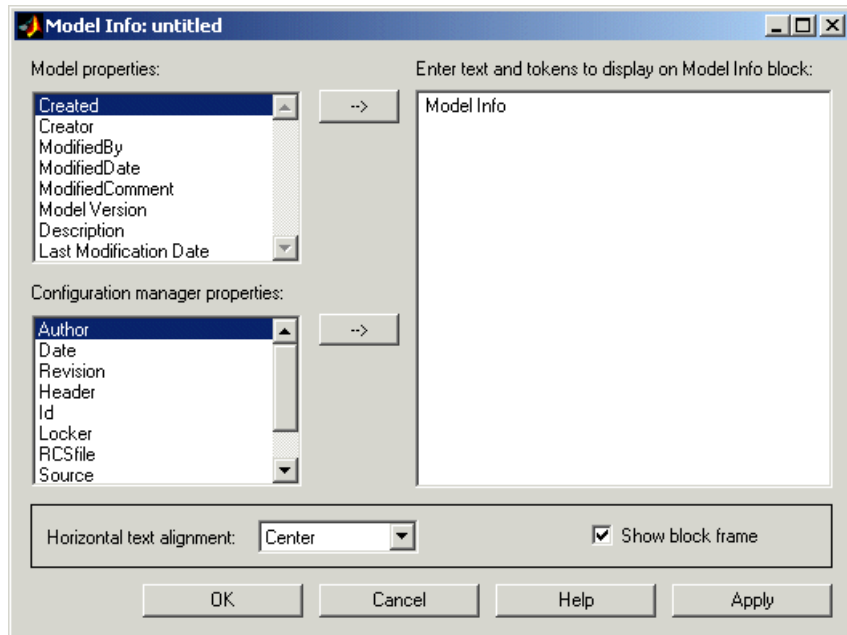 Model Info: untitled
Model properties:
Created
Creator
ModifiedBy
ModifiedDate
ModifiedComment
Model Version
Description
Last Modification Date
-->
Enter text and tokens to display on Model Info block:
Model Info
Configuration manager properties:
Author
Date
Revision
Header
Id
Locker
RCSfile
Source
-->
Horizontal text alignment: Center
Show block frame
OK Cancel Help Apply